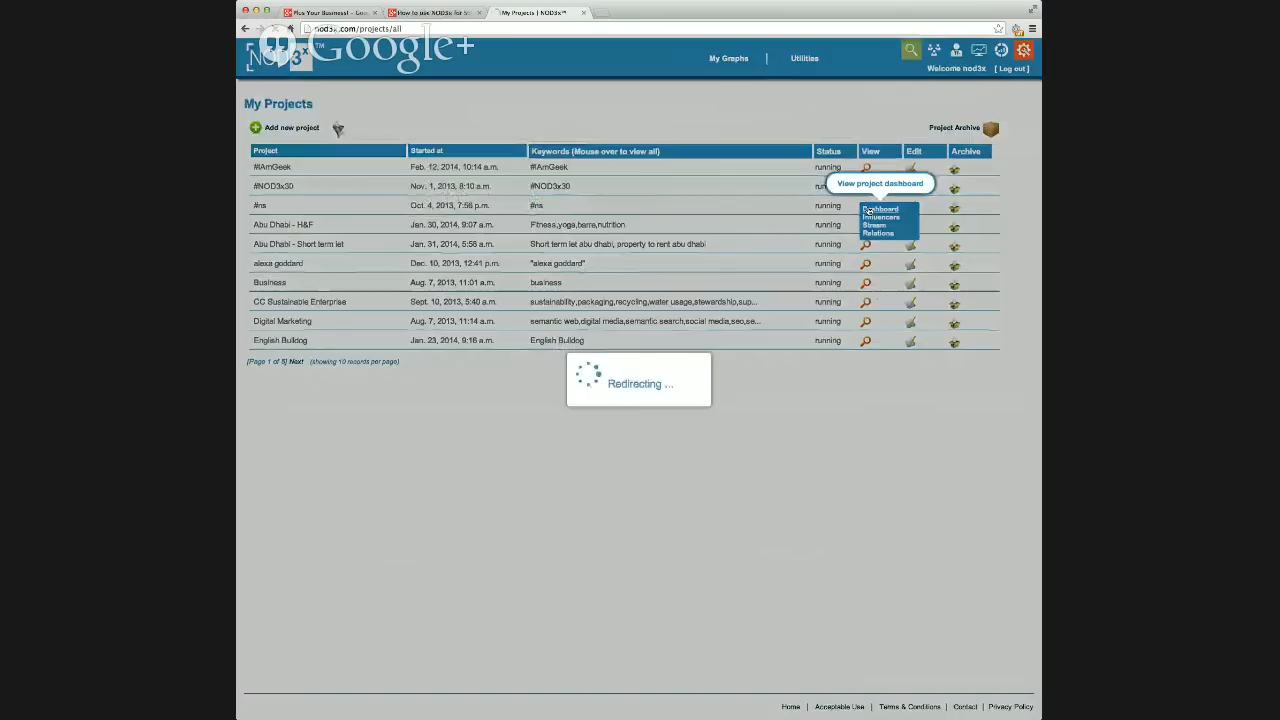 Plus Your Business! - Goo...
How to use NOD3x for St...
My Projects | NOD3x™
nod3x.com/projects/all
Google+
NOD3x™
My Graphs | Utilities
Welcome nod3x [ Log out ]
My Projects
Add new project
Project Archive
Project Started at Keywords (Mouse over to view all) Status View Edit Archive
#IAmGeek Feb. 12, 2014, 10:14 a.m. #IAmGeek running
#NOD3x30 Nov. 1, 2013, 8:10 a.m. #NOD3x30
View project dashboard
#ns Oct. 4, 2013, 7:56 p.m. #ns running
Dashboard
Influencers
Stream
Relations
Abu Dhabi - H&F Jan. 30, 2014, 9:07 a.m. Fitness,yoga,barre,nutrition running
Abu Dhabi - Short term let Jan. 31, 2014, 5:58 a.m. Short term let abu dhabi, property to rent abu dhabi running
alexa goddard Dec. 10, 2013, 12:41 p.m. "alexa goddard" running
Business Aug. 7, 2013, 11:01 a.m. business running
CC Sustainable Enterprise Sept. 10, 2013, 5:40 a.m. sustainability,packaging,recycling,water usage,stewardship,sup... running
Digital Marketing Aug. 7, 2013, 11:14 a.m. semantic web,digital media,semantic search,social media,seo,se... running
English Bulldog Jan. 23, 2014, 9:16 a.m. English Bulldog running
[Page 1 of 5] Next (showing 10 records per page)
Redirecting ...
Home | Acceptable Use | Terms & Conditions | Contact | Privacy Policy